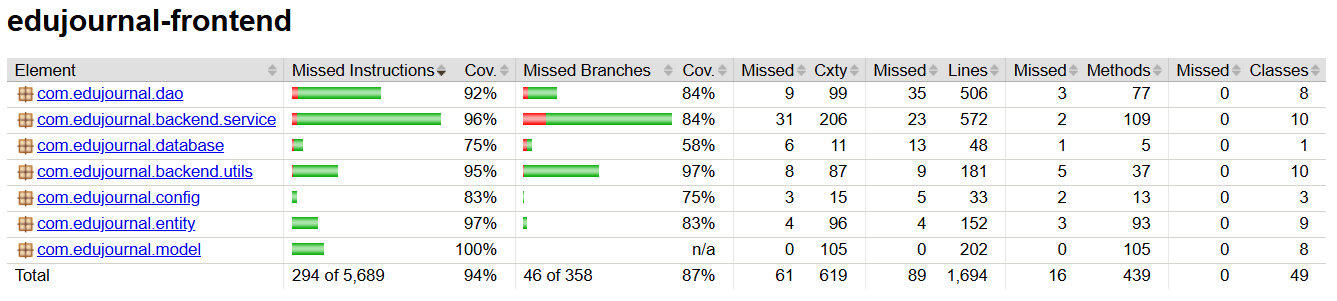 edujournal-frontend
Element Missed Instructions Cov. Missed Branches Cov. Missed Cxty Missed Lines Missed Methods Missed Classes
com.edujournal.dao 92% 84% 9 99 35 506 3 77 0 8
com.edujournal.backend.service 96% 84% 31 206 23 572 2 109 0 10
com.edujournal.database 75% 58% 6 11 13 48 1 5 0 1
com.edujournal.backend.utils 95% 97% 8 87 9 181 5 37 0 10
com.edujournal.config 83% 75% 3 15 5 33 2 13 0 3
com.edujournal.entity 97% 83% 4 96 4 152 3 93 0 9
com.edujournal.model 100% n/a 0 105 0 202 0 105 0 8
Total 294 of 5,689 94% 46 of 358 87% 61 619 89 1,694 16 439 0 49